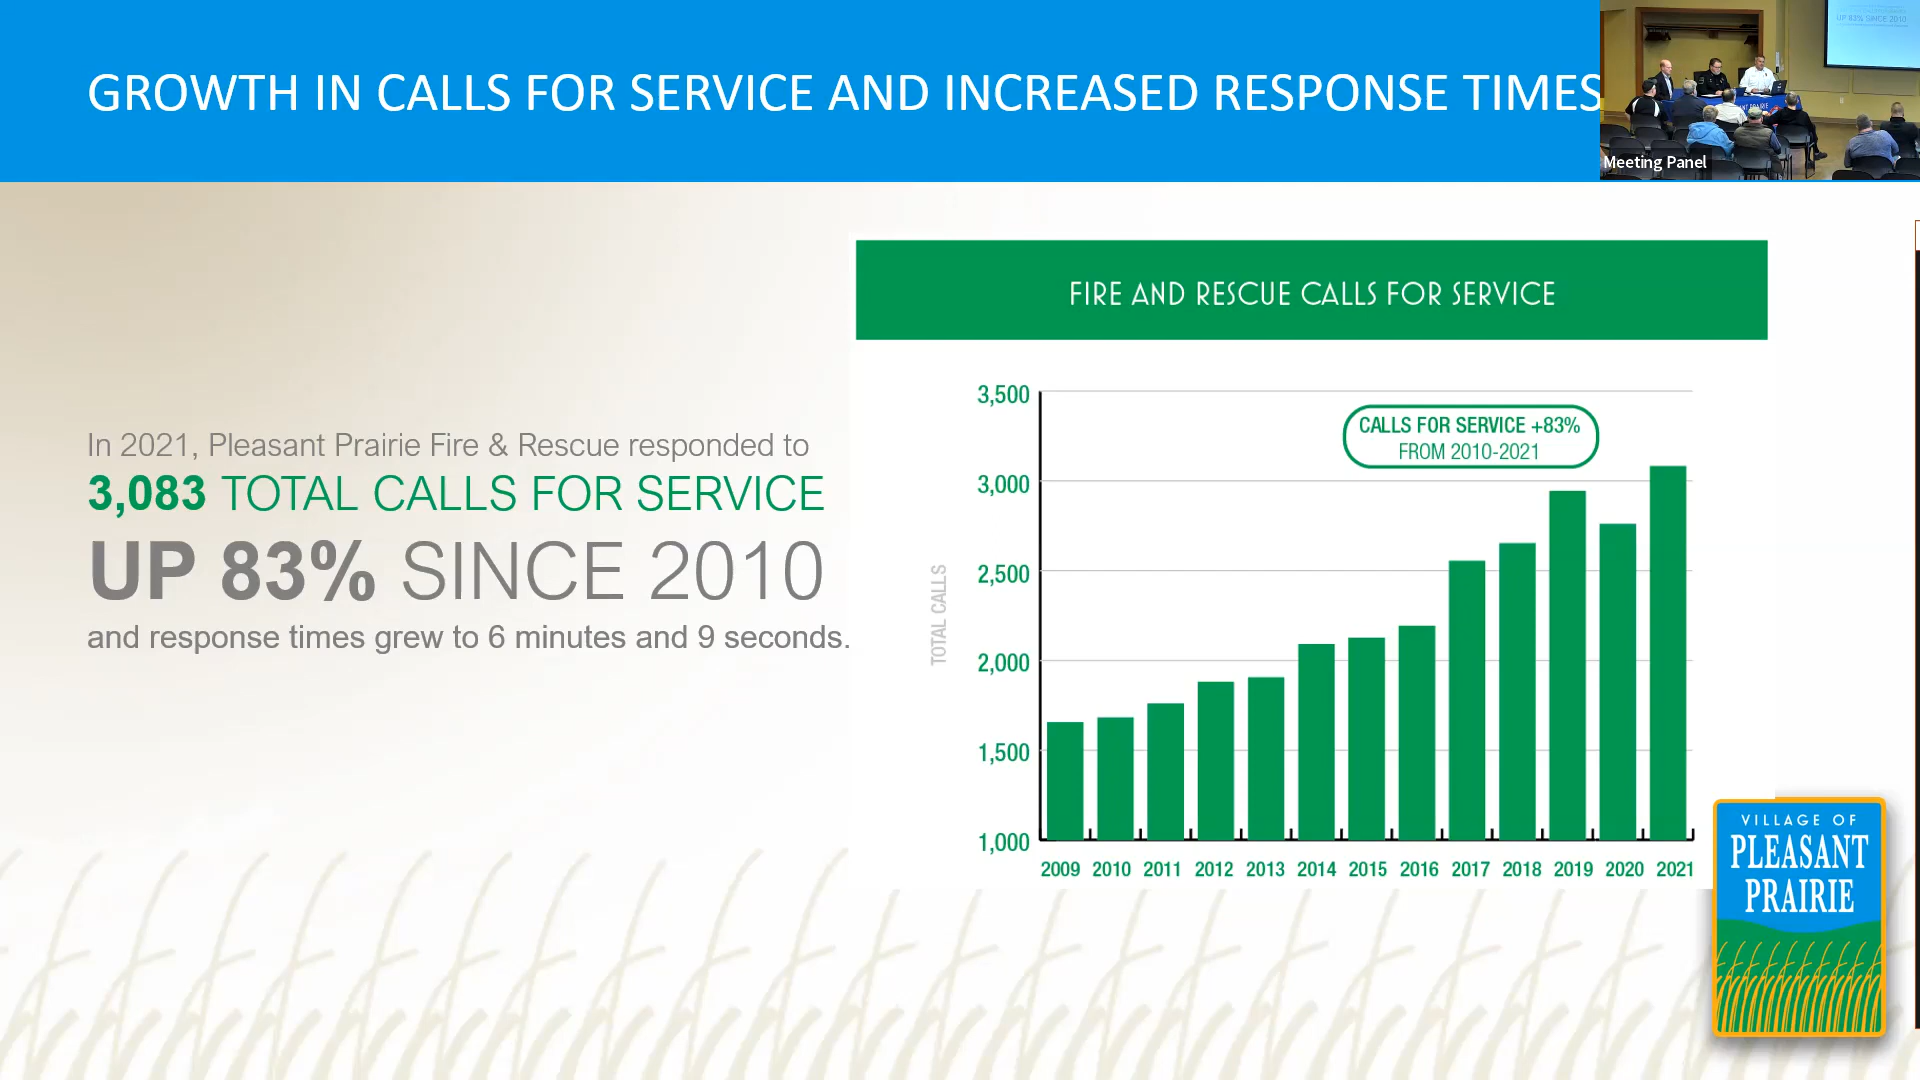 GROWTH IN CALLS FOR SERVICE AND INCREASED RESPONSE TIMES
UP 83% SINCE 2010
Meeting Panel
In 2021, Pleasant Prairie Fire & Rescue responded to
3,083 TOTAL CALLS FOR SERVICE
UP 83% SINCE 2010
and response times grew to 6 minutes and 9 seconds.
FIRE AND RESCUE CALLS FOR SERVICE
CALLS FOR SERVICE +83%
FROM 2010-2021
TOTAL CALLS
3,500
3,000
2,500
2,000
1,500
1,000
2009 2010 2011 2012 2013 2014 2015 2016 2017 2018 2019 2020 2021
VILLAGE OF
PLEASANT
PRAIRIE